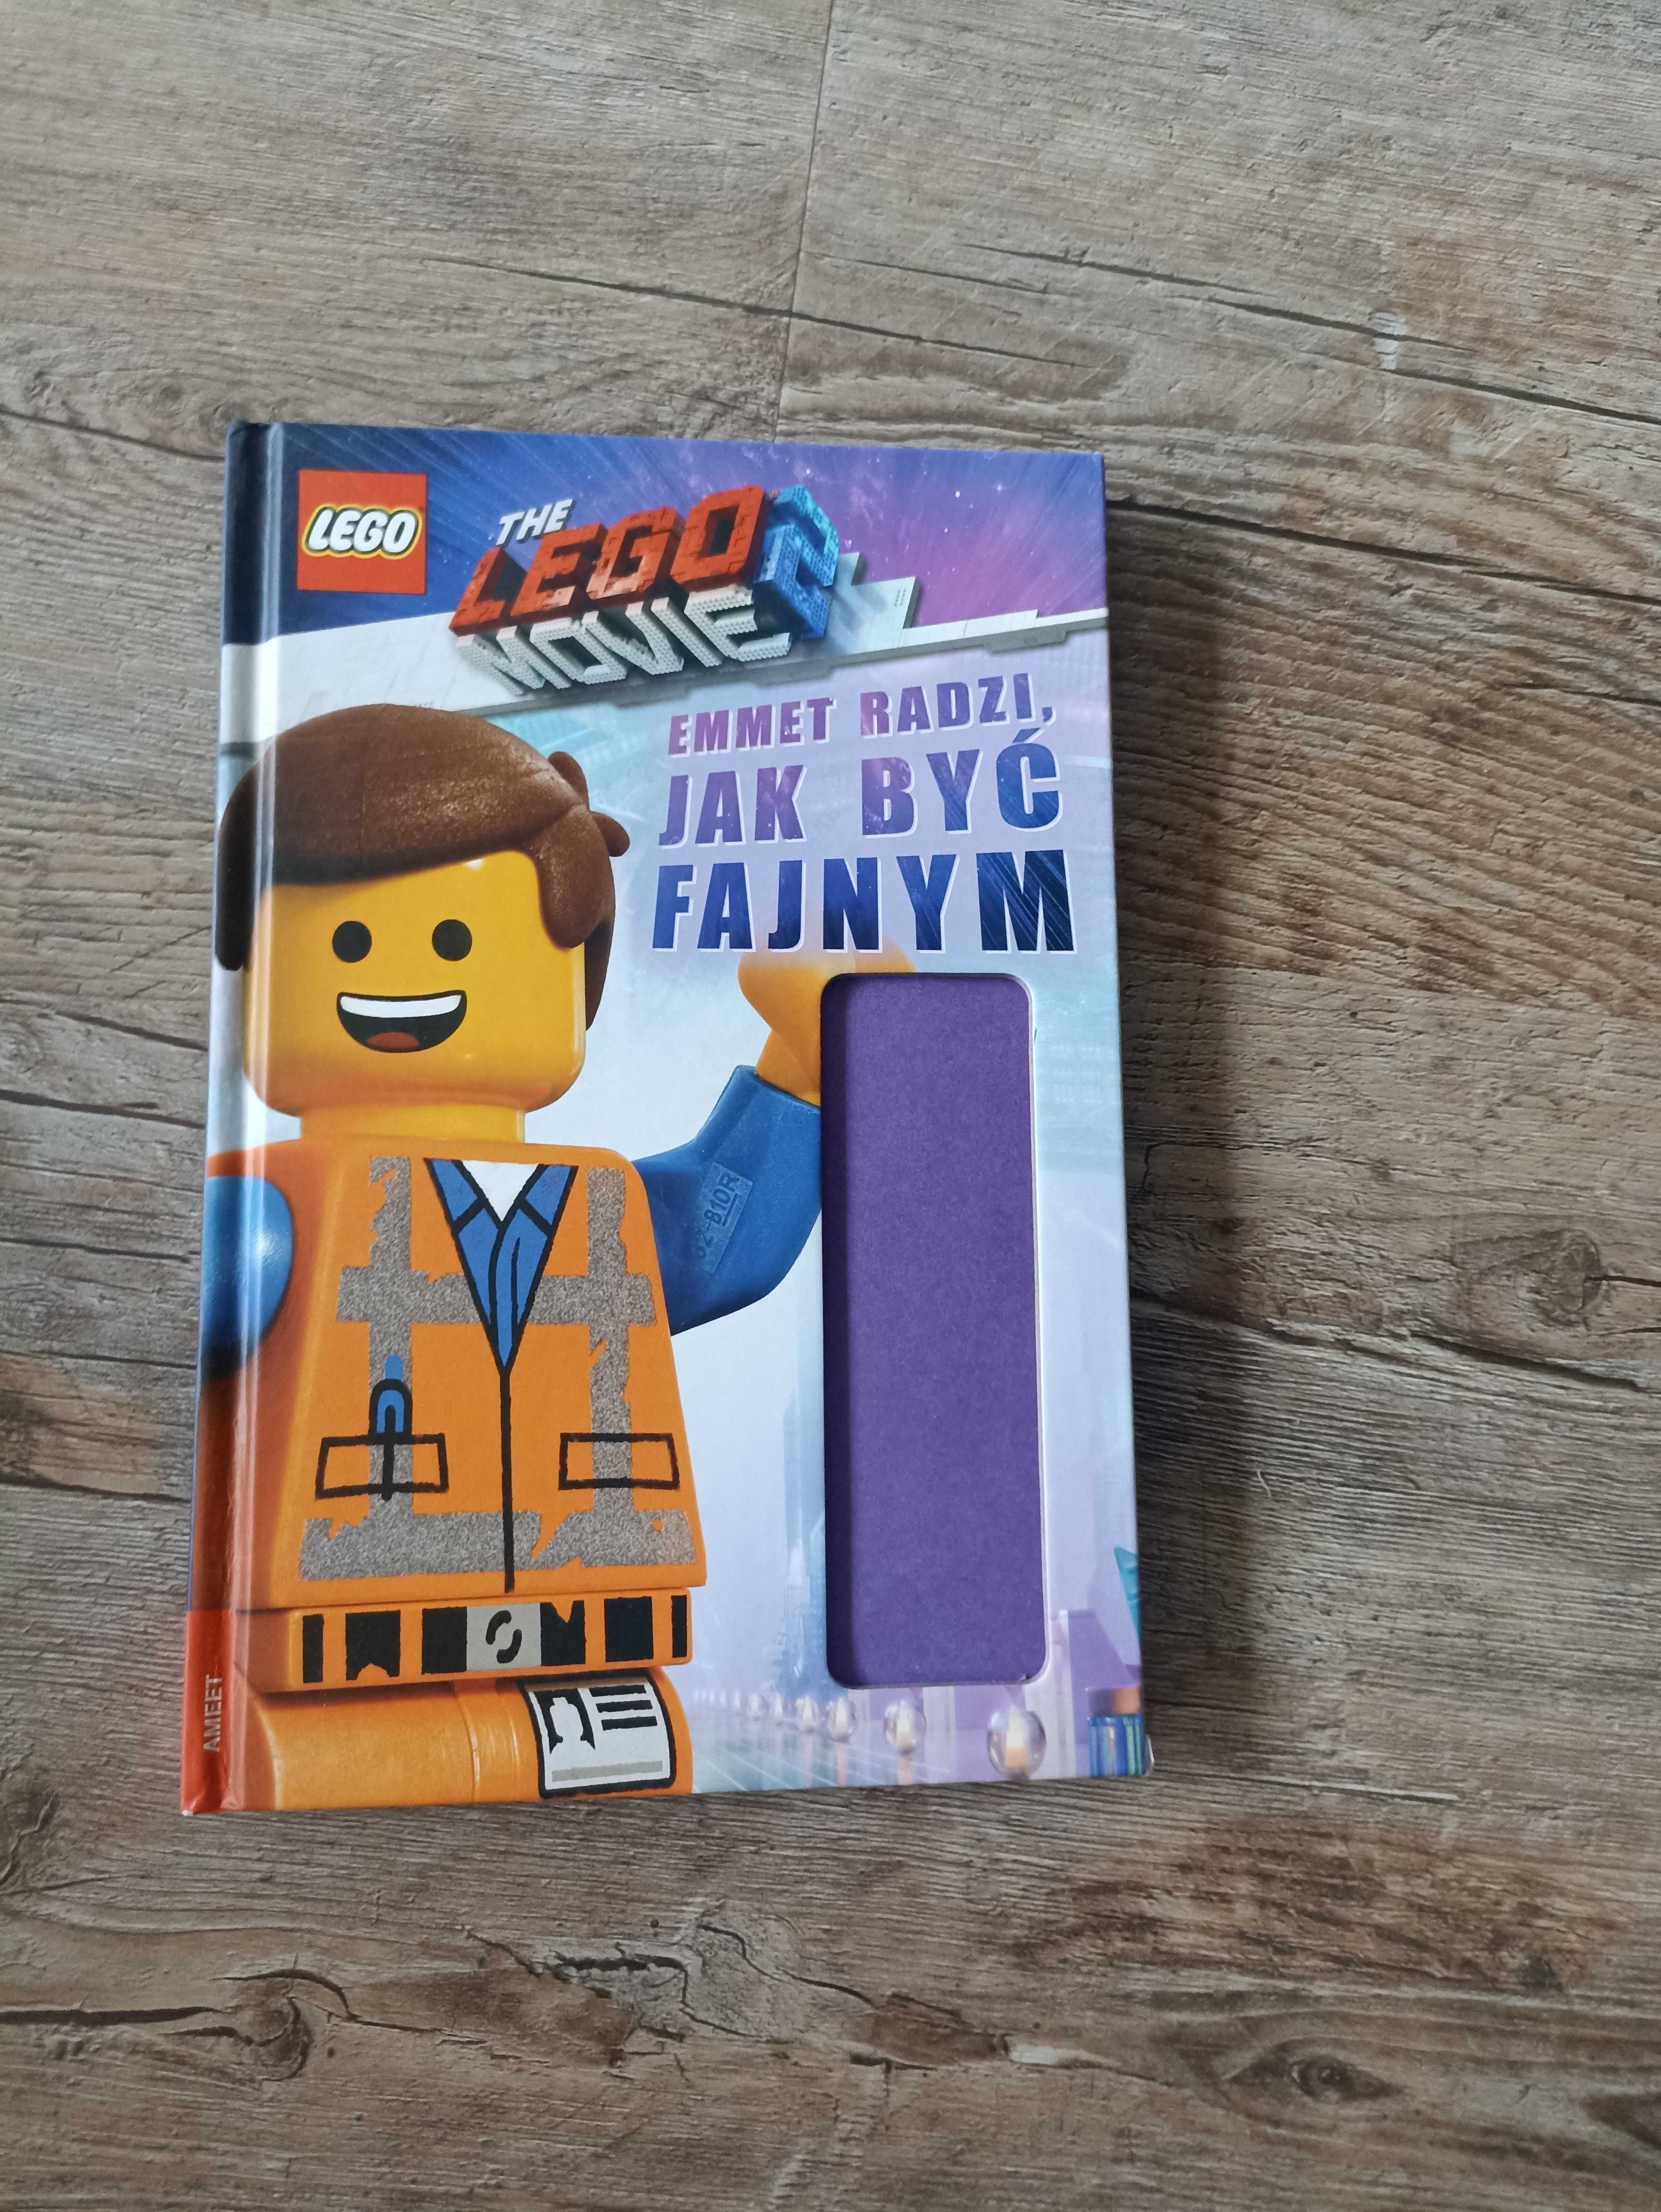 LEGO
THE
LEGO
MOVIE 2
EMMET RADZI,
JAK BYĆ
FAJNYM
AMEET